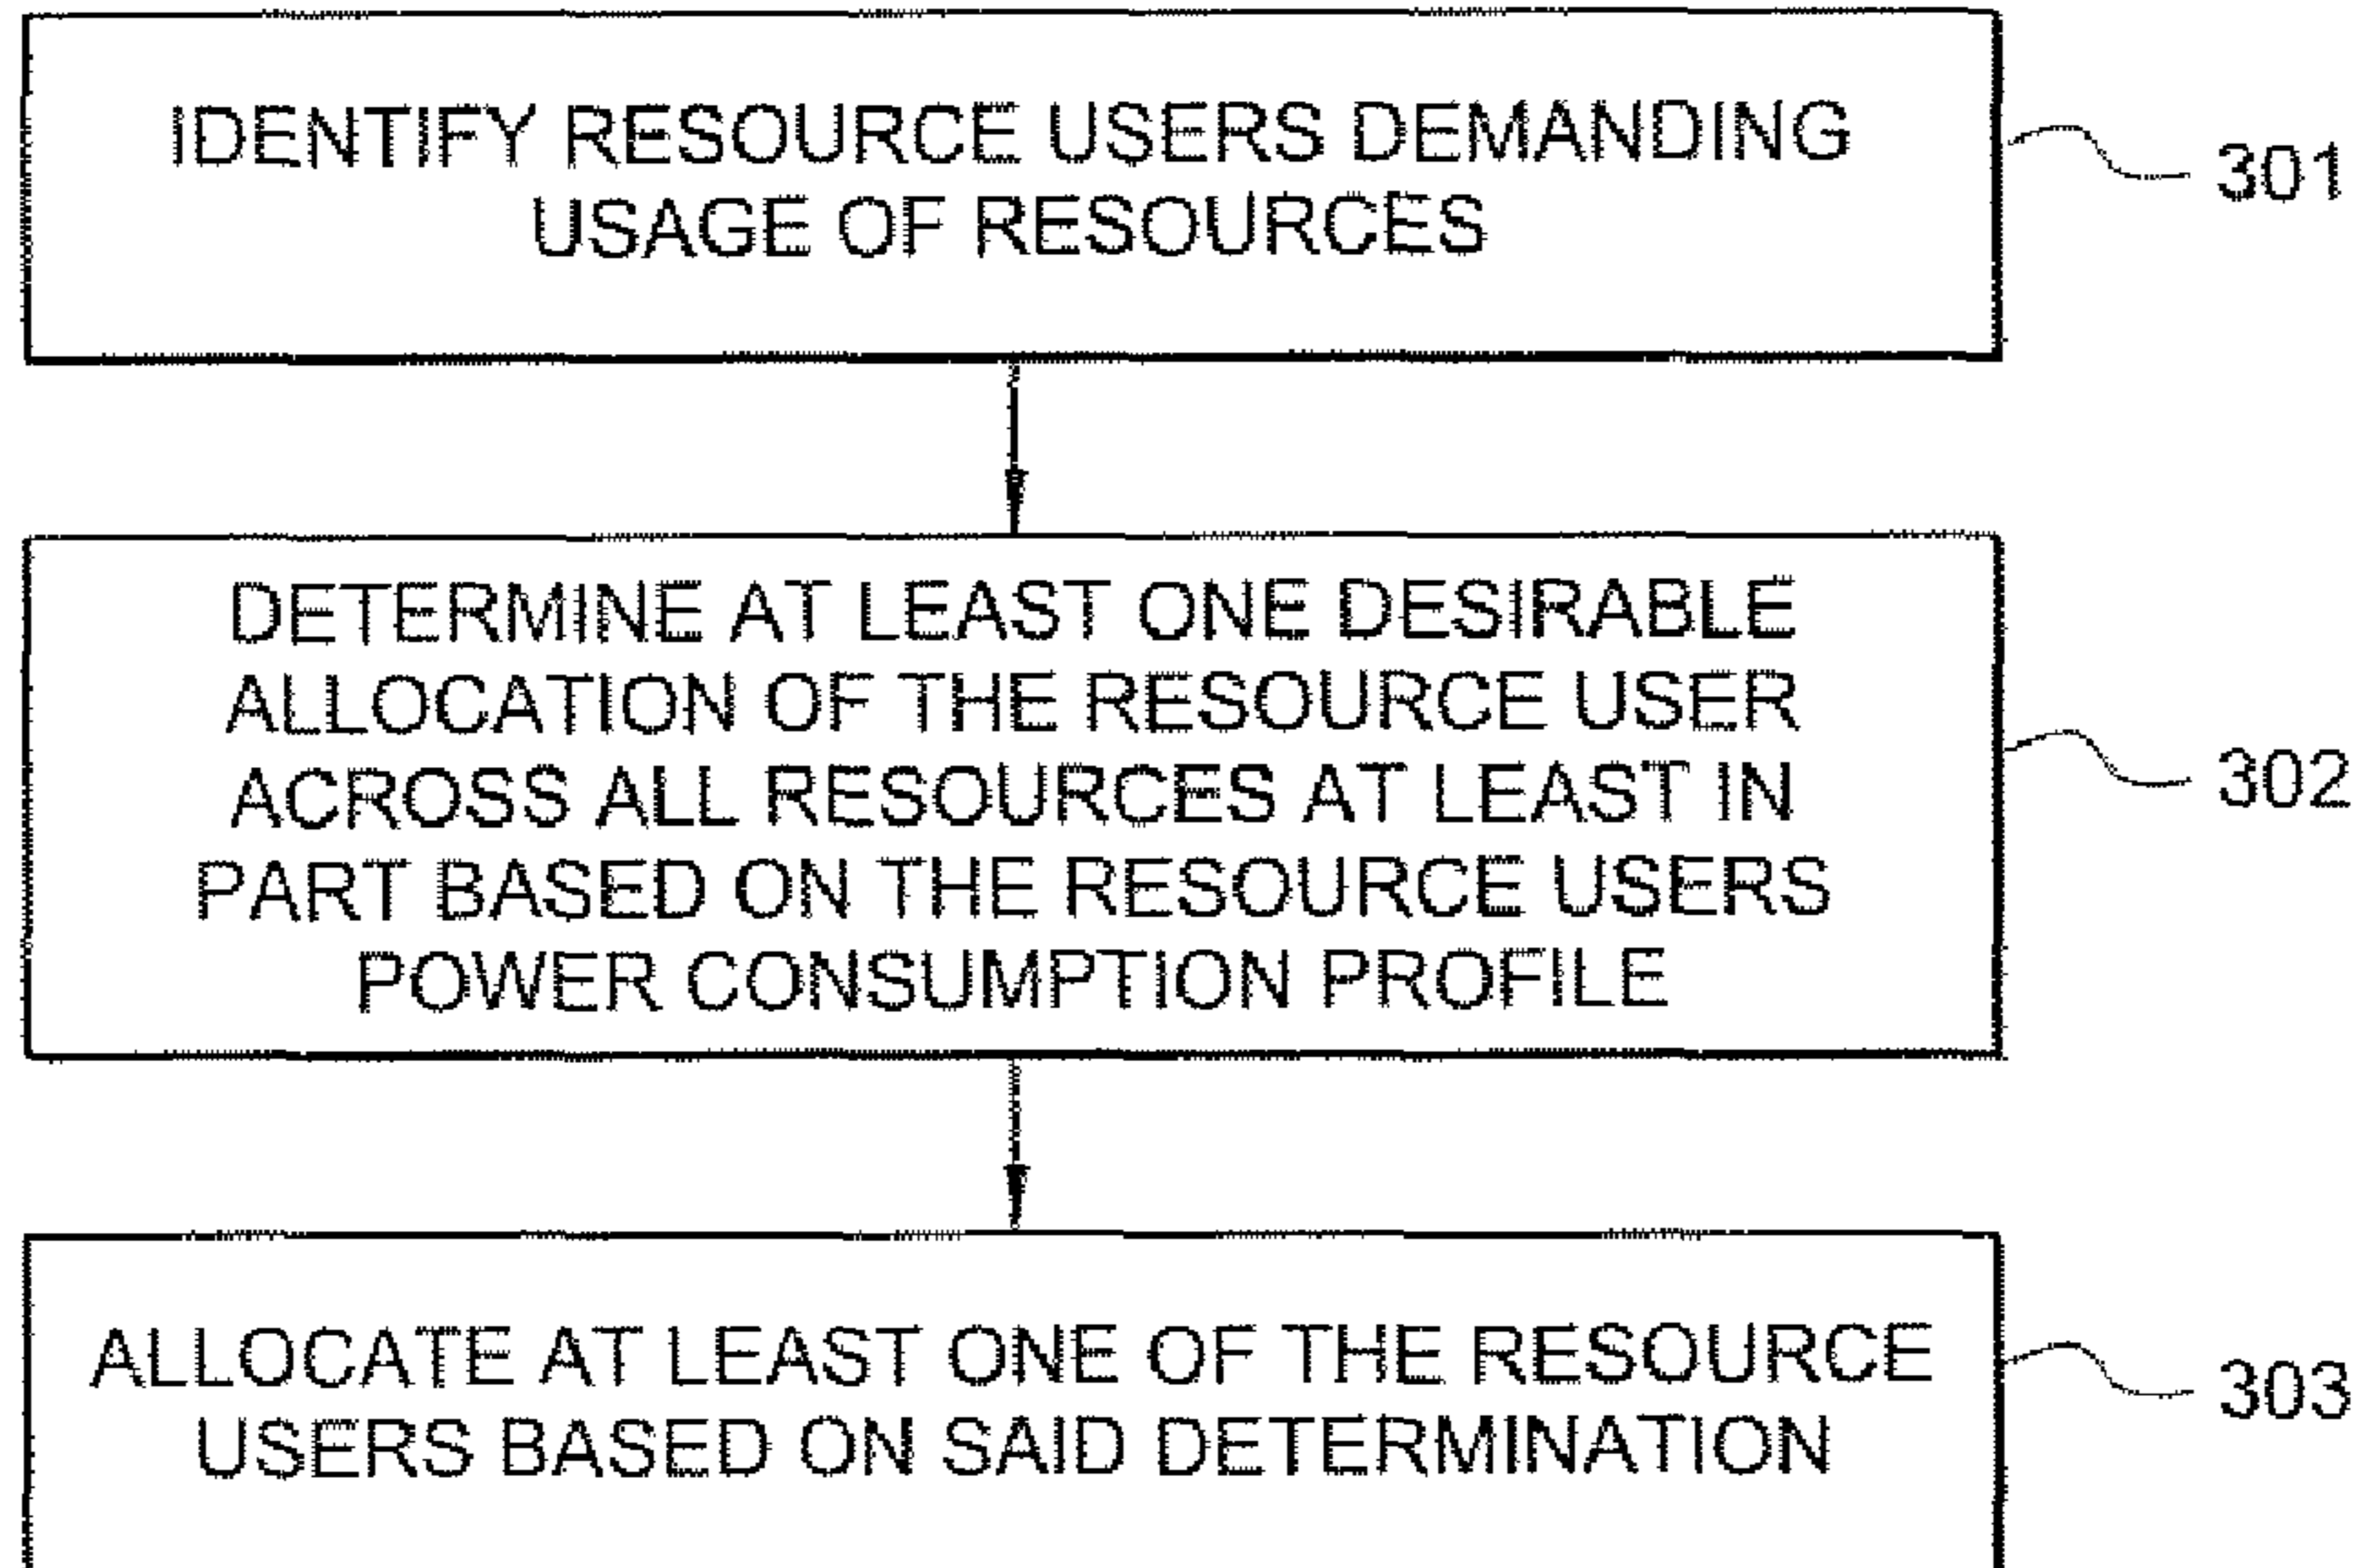 IDENTIFY RESOURCE USERS DEMANDING
USAGE OF RESOURCES
301
DETERMINE AT LEAST ONE DESIRABLE
ALLOCATION OF THE RESOURCE USER
ACROSS ALL RESOURCES AT LEAST IN
PART BASED ON THE RESOURCE USERS
POWER CONSUMPTION PROFILE
302
ALLOCATE AT LEAST ONE OF THE RESOURCE
USERS BASED ON SAID DETERMINATION
303